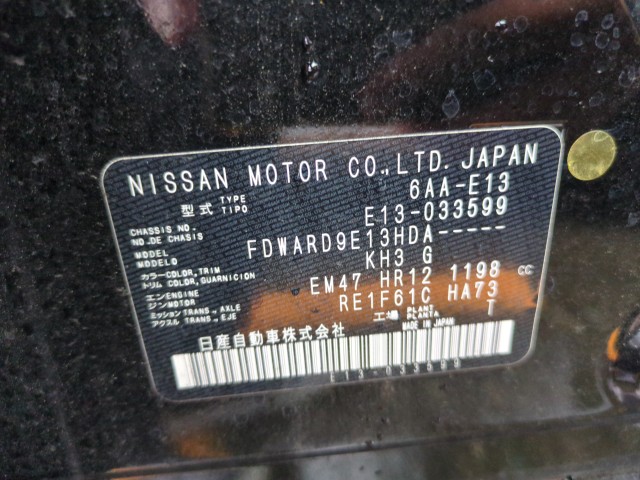 NISSAN MOTOR CO.,LTD. JAPAN
型式 TYPE TIPO 6AA-E13
CHASSIS NO. NO.DE CHASIS E13-033599
MODEL MODELO FDWARD9E13HDA-----
カラー COLOR, TRIM トリム COLOR, GUARNICION KH3 G
エンジン ENGINE MOTOR EM47 HR12 1198 CC
ミッション TRANS., AXLE アクスル TRANS., EJE RE1F61C HA73
工場 PLANT PLANTA T
日産自動車株式会社 MADE IN JAPAN
E13-033599